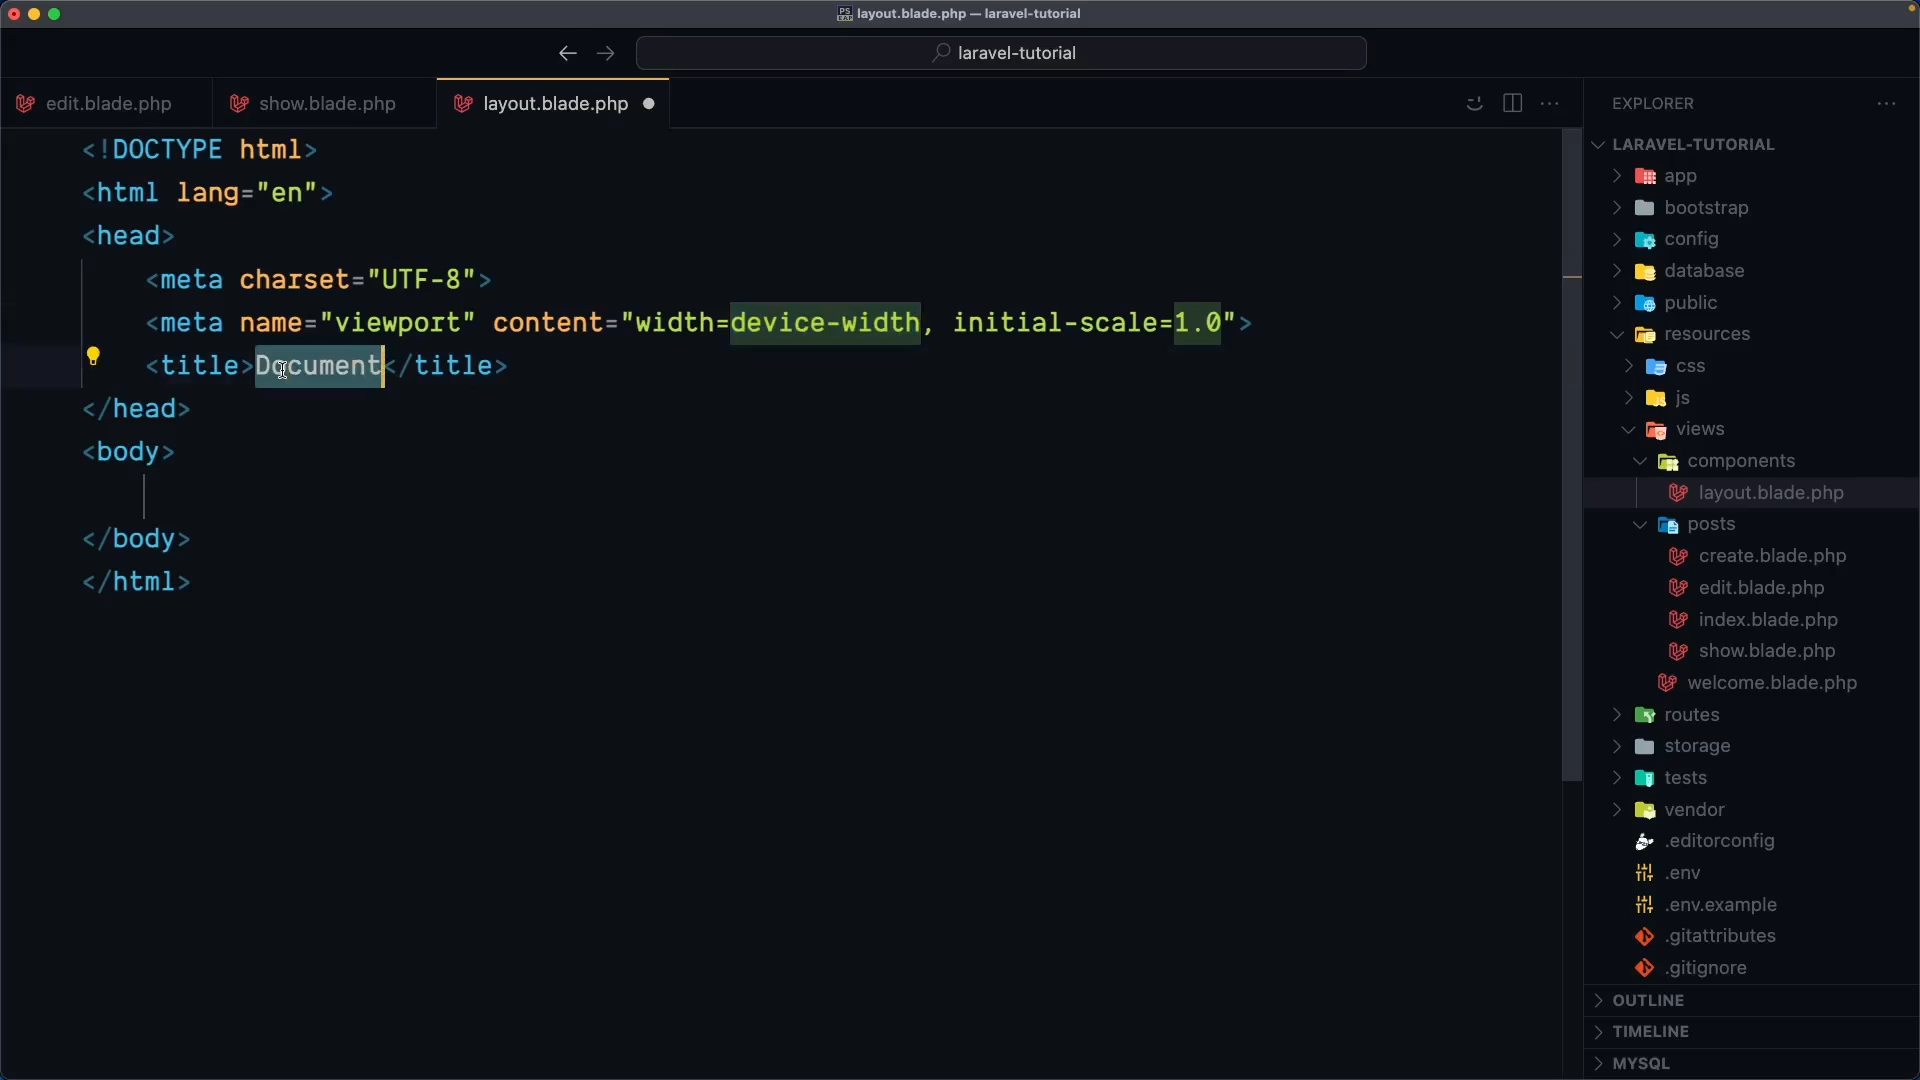 layout.blade.php — laravel-tutorial
laravel-tutorial
edit.blade.php
show.blade.php
layout.blade.php
<!DOCTYPE html>
<html lang="en">
<head>
<meta charset="UTF-8">
<meta name="viewport" content="width=device-width, initial-scale=1.0">
<title>Document</title>
</head>
<body>
</body>
</html>
EXPLORER
LARAVEL-TUTORIAL
app
bootstrap
config
database
public
resources
css
js
views
components
layout.blade.php
posts
create.blade.php
edit.blade.php
index.blade.php
show.blade.php
welcome.blade.php
routes
storage
tests
vendor
.editorconfig
.env
.env.example
.gitattributes
.gitignore
OUTLINE
TIMELINE
MYSQL